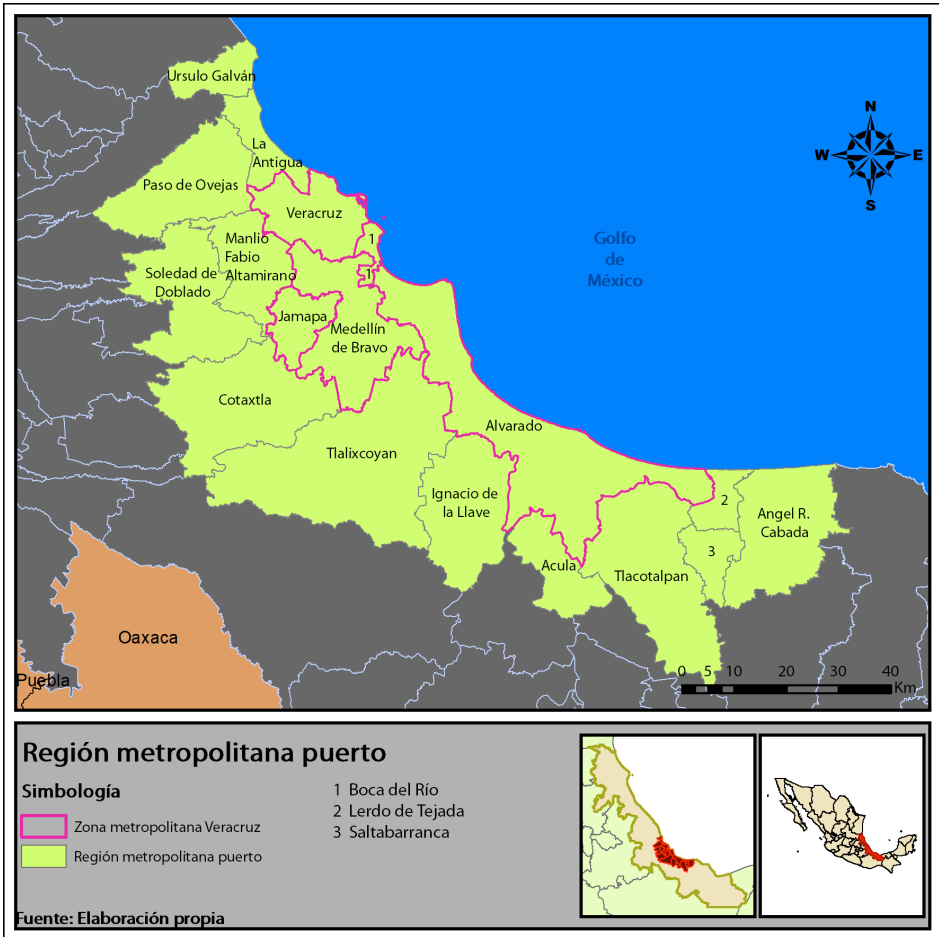 Ursulo Galván
La
Antigua
Paso de Ovejas
Veracruz
1
Manlio
Fabio
Altamirano
1
Soledad de
Doblado
Jamapa
Medellín
de Bravo
Cotaxtla
Alvarado
Tlalixcoyan
Ignacio de
la Llave
2
Angel R.
Cabada
3
Acula
Tlacotalpan
Golfo
de
México
N
W
E
S
Oaxaca
Puebla
0 5 10 20 30 40
Km
Región metropolitana puerto
Simbología
Zona metropolitana Veracruz
Región metropolitana puerto
1 Boca del Río
2 Lerdo de Tejada
3 Saltabarranca
Fuente: Elaboración propia